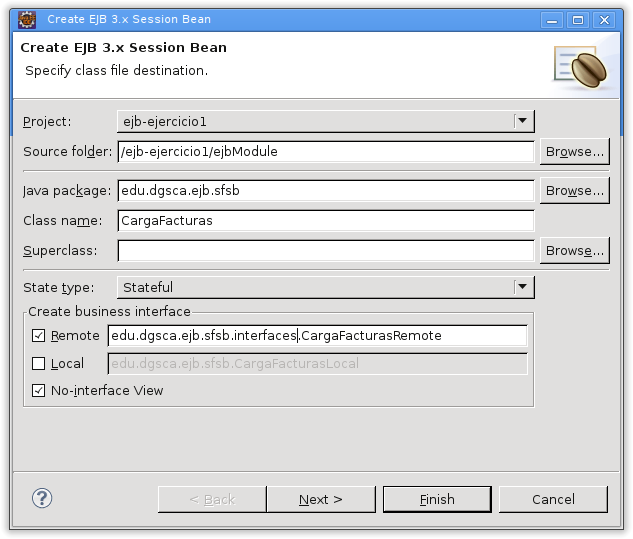 Create EJB 3.x Session Bean
Create EJB 3.x Session Bean
Specify class file destination.
Project: ejb-ejercicio1
Source folder: /ejb-ejercicio1/ejbModule Browse...
Java package: edu.dgsca.ejb.sfsb Browse...
Class name: CargaFacturas
Superclass: Browse...
State type: Stateful
Create business interface
Remote edu.dgsca.ejb.sfsb.interfaces.CargaFacturasRemote
Local edu.dgsca.ejb.sfsb.CargaFacturasLocal
No-interface View
? < Back Next > Finish Cancel